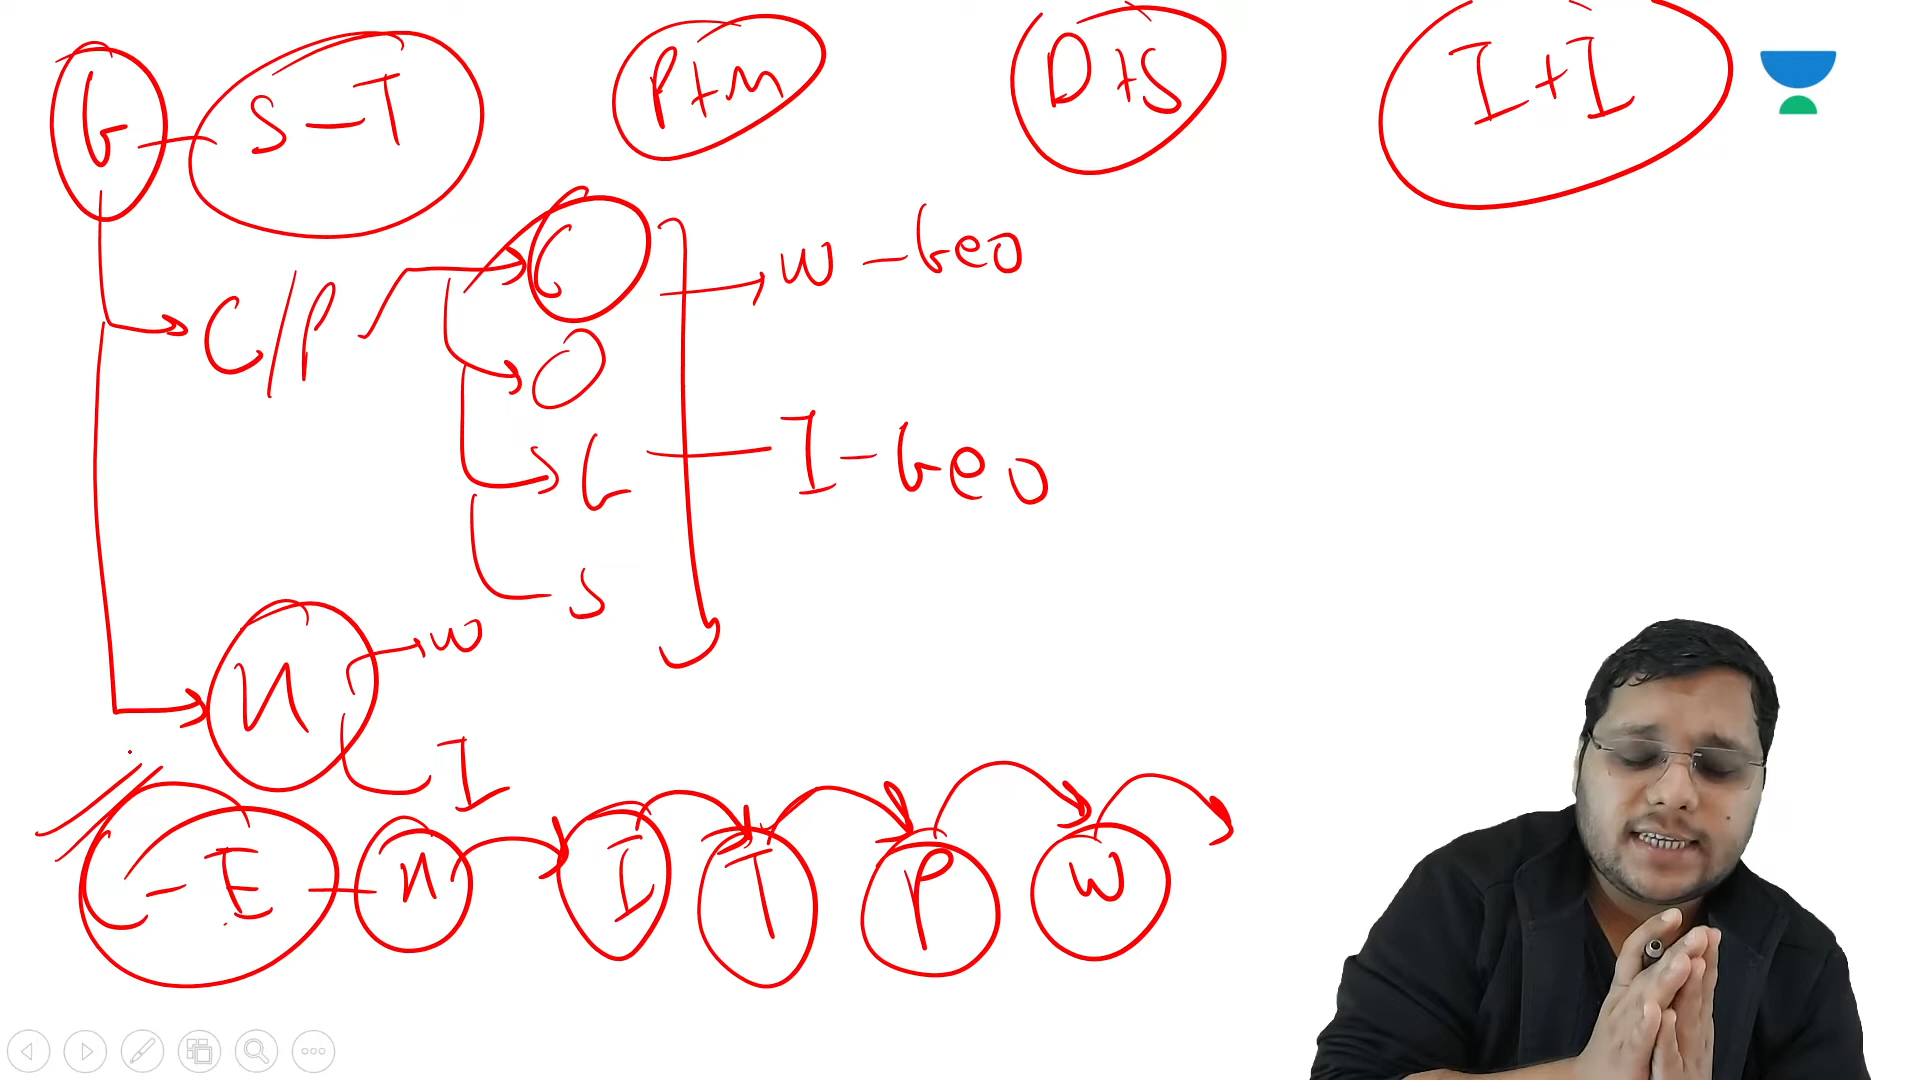 G S-T P+M D+S I+I
C/P C W-Geo
O
G I-Geo
S
H W
I
-E H I T P W